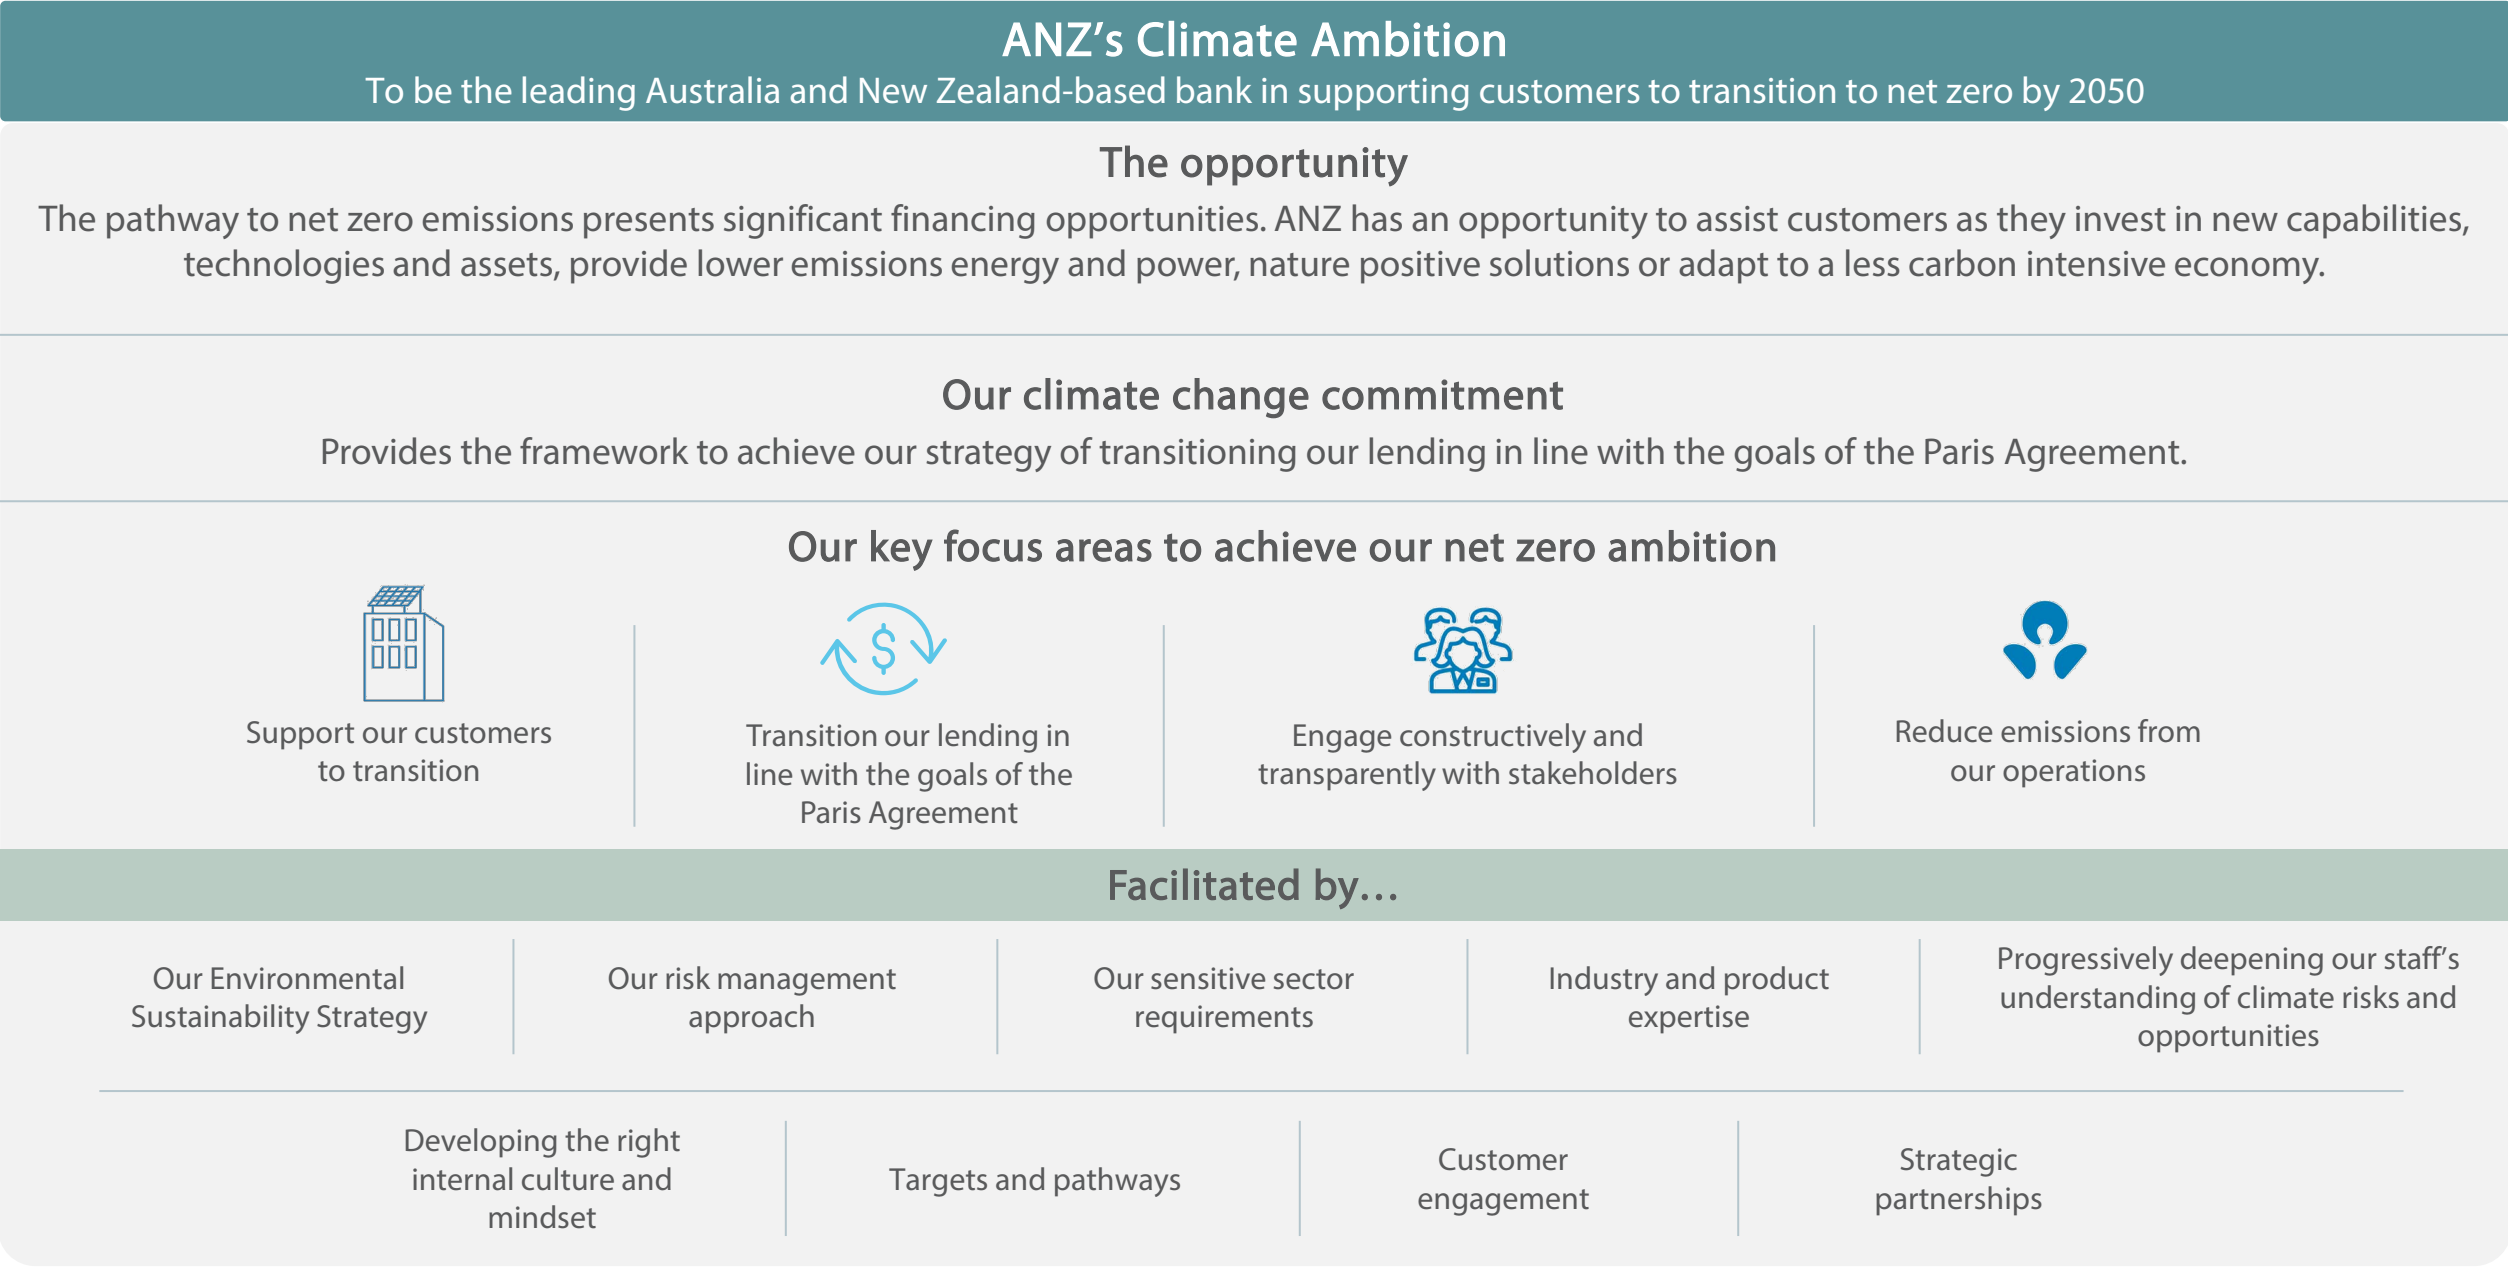 ANZ’s Climate Ambition
To be the leading Australia and New Zealand-based bank in supporting customers to transition to net zero by 2050
The opportunity
The pathway to net zero emissions presents significant financing opportunities. ANZ has an opportunity to assist customers as they invest in new capabilities,
technologies and assets, provide lower emissions energy and power, nature positive solutions or adapt to a less carbon intensive economy.
Our climate change commitment
Provides the framework to achieve our strategy of transitioning our lending in line with the goals of the Paris Agreement.
Our key focus areas to achieve our net zero ambition
$
Support our customers
to transition
Transition our lending in
line with the goals of the
Paris Agreement
Engage constructively and
transparently with stakeholders
Reduce emissions from
our operations
Facilitated by…
Our Environmental
Sustainability Strategy
Our risk management
approach
Our sensitive sector
requirements
Industry and product
expertise
Progressively deepening our staff’s
understanding of climate risks and
opportunities
Developing the right
internal culture and
mindset
Targets and pathways
Customer
engagement
Strategic
partnerships